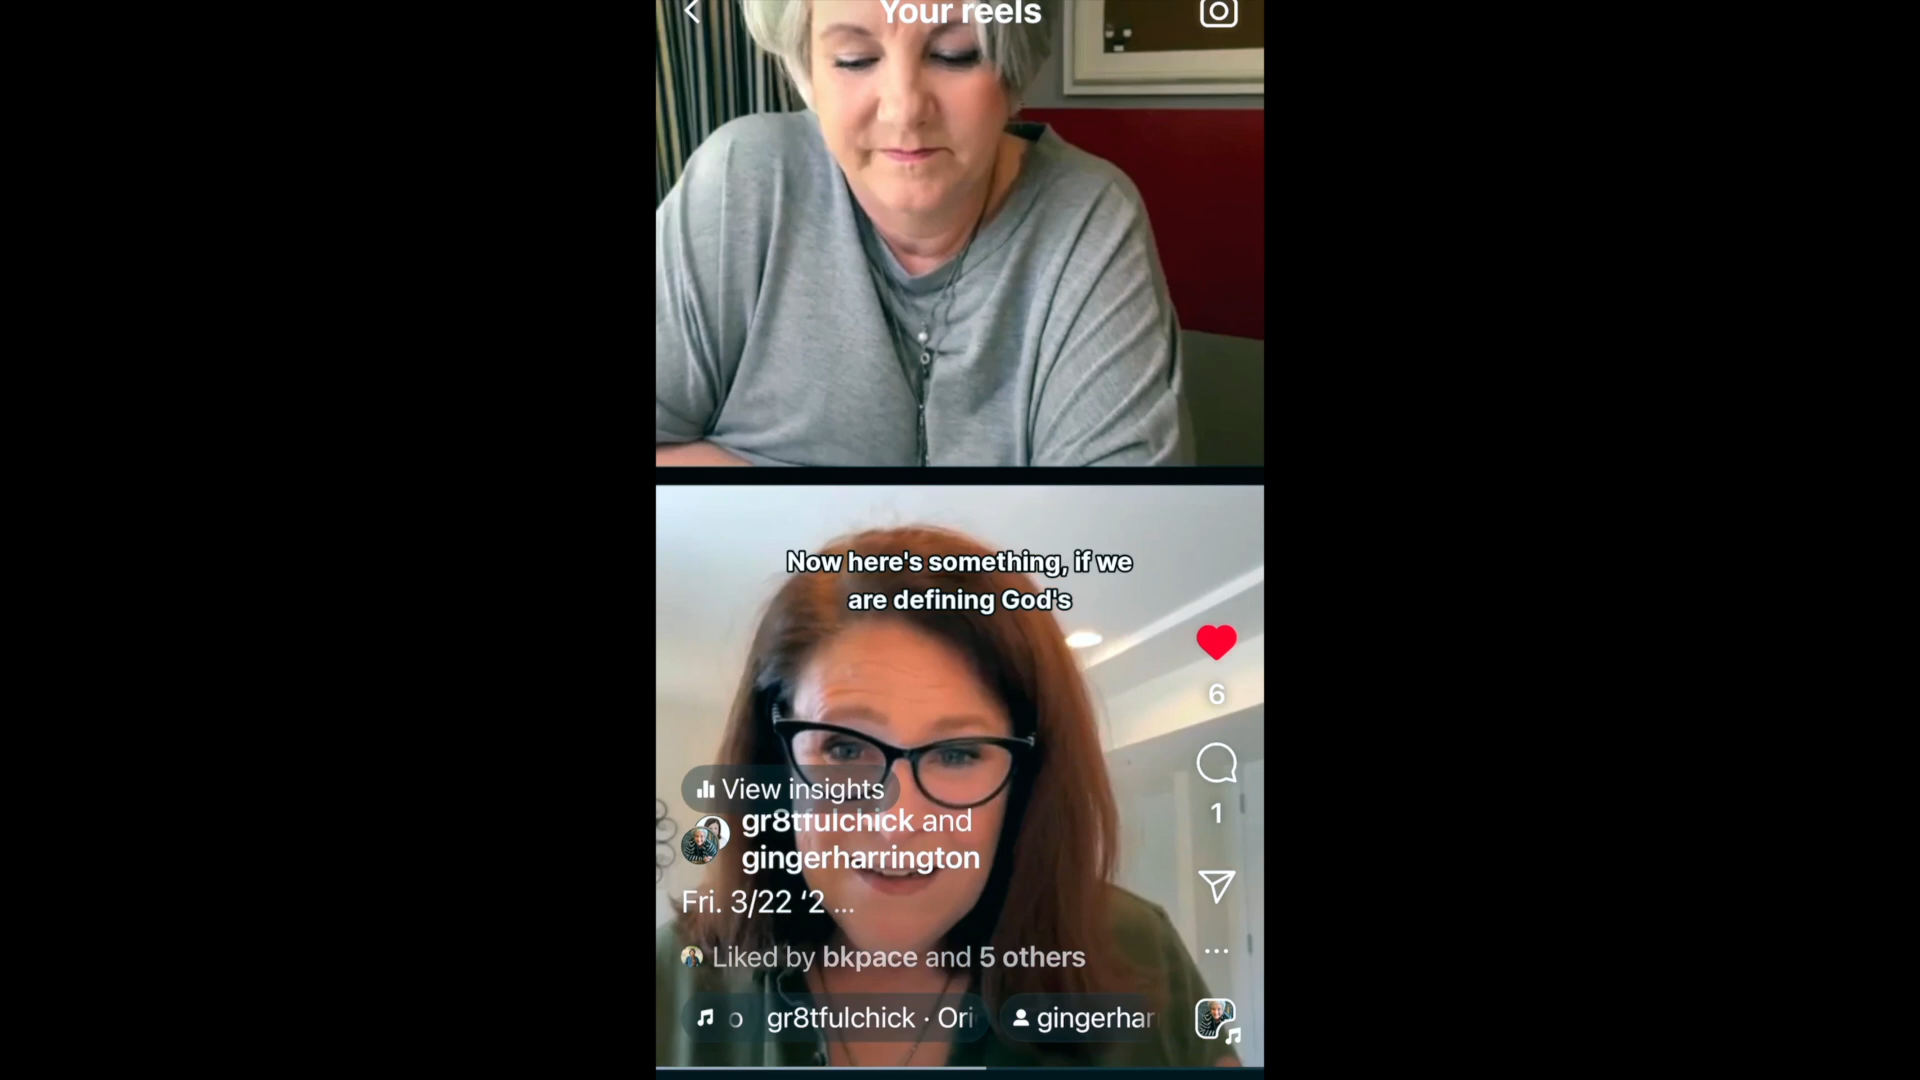 Your reels
Now here's something, if we
are defining God's
6
View insights
1
gr8tfulchick and
gingerharrington
Fri. 3/22 ‘2 ...
Liked by bkpace and 5 others
o gr8tfulchick · Ori
gingerhar